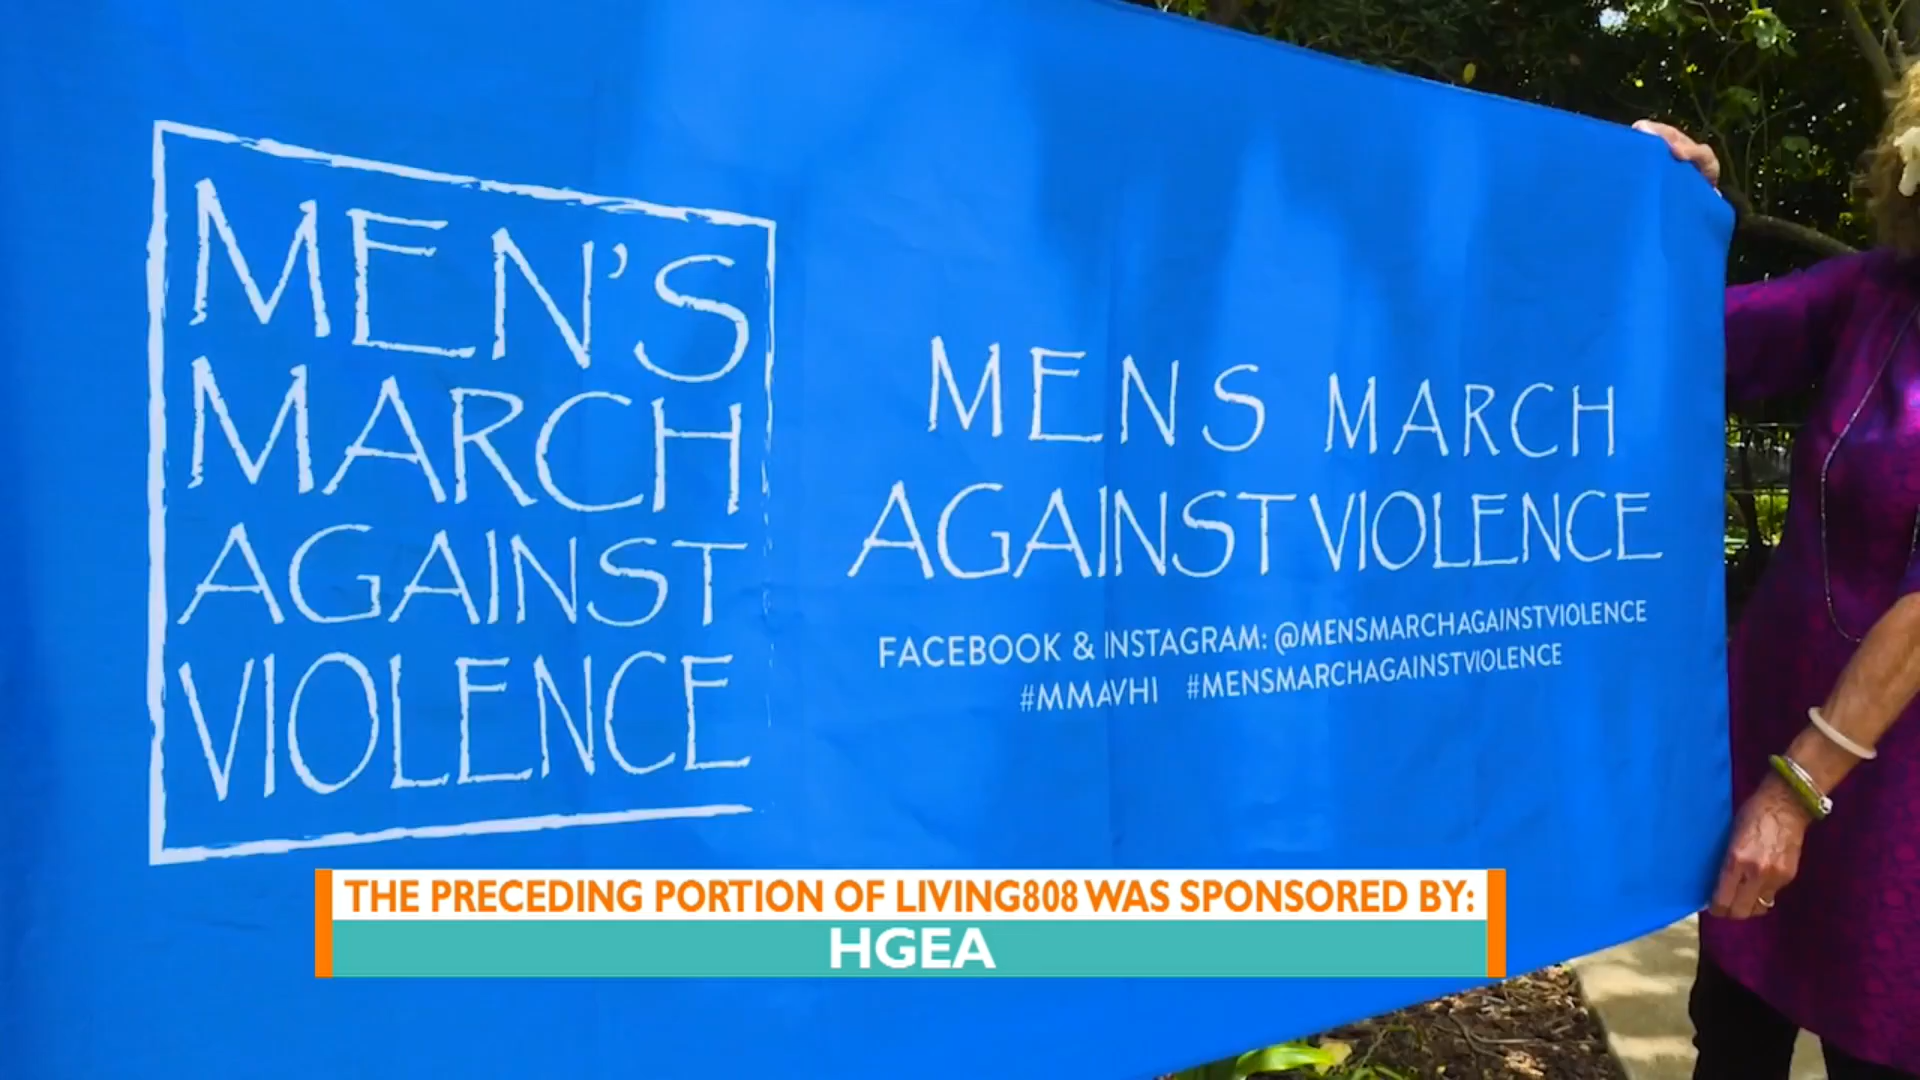 MEN'S
MARCH
AGAINST
VIOLENCE
MENS MARCH
AGAINST VIOLENCE
FACEBOOK & INSTAGRAM: @MENSMARCHAGAINSTVIOLENCE
#MMAVHI #MENSMARCHAGAINSTVIOLENCE
THE PRECEDING PORTION OF LIVING808 WAS SPONSORED BY:
HGEA